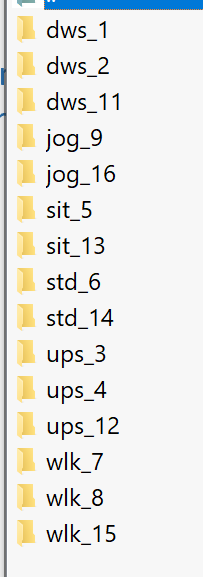 dws_1
dws_2
dws_11
jog_9
jog_16
sit_5
sit_13
std_6
std_14
ups_3
ups_4
ups_12
wlk_7
wlk_8
wlk_15